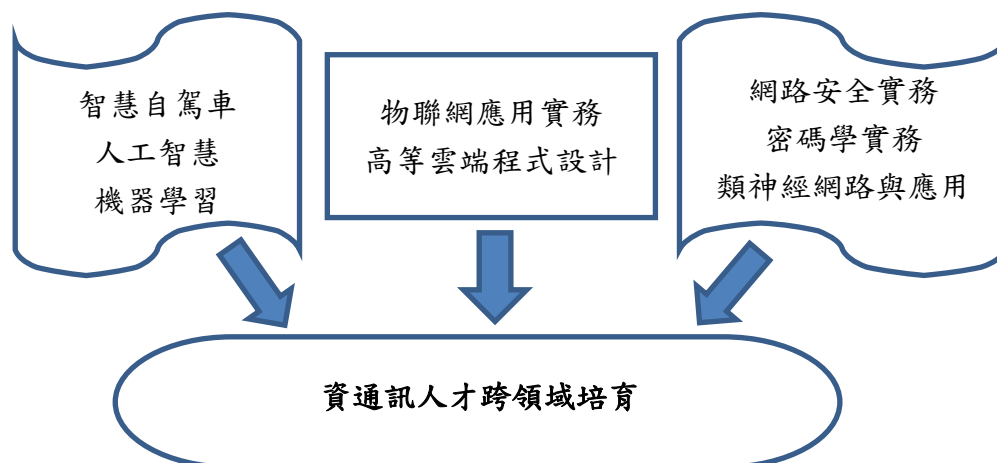 智慧自駕車
人工智慧
機器學習
物聯網應用實務
高等雲端程式設計
網路安全實務
密碼學實務
類神經網路與應用
資通訊人才跨領域培育